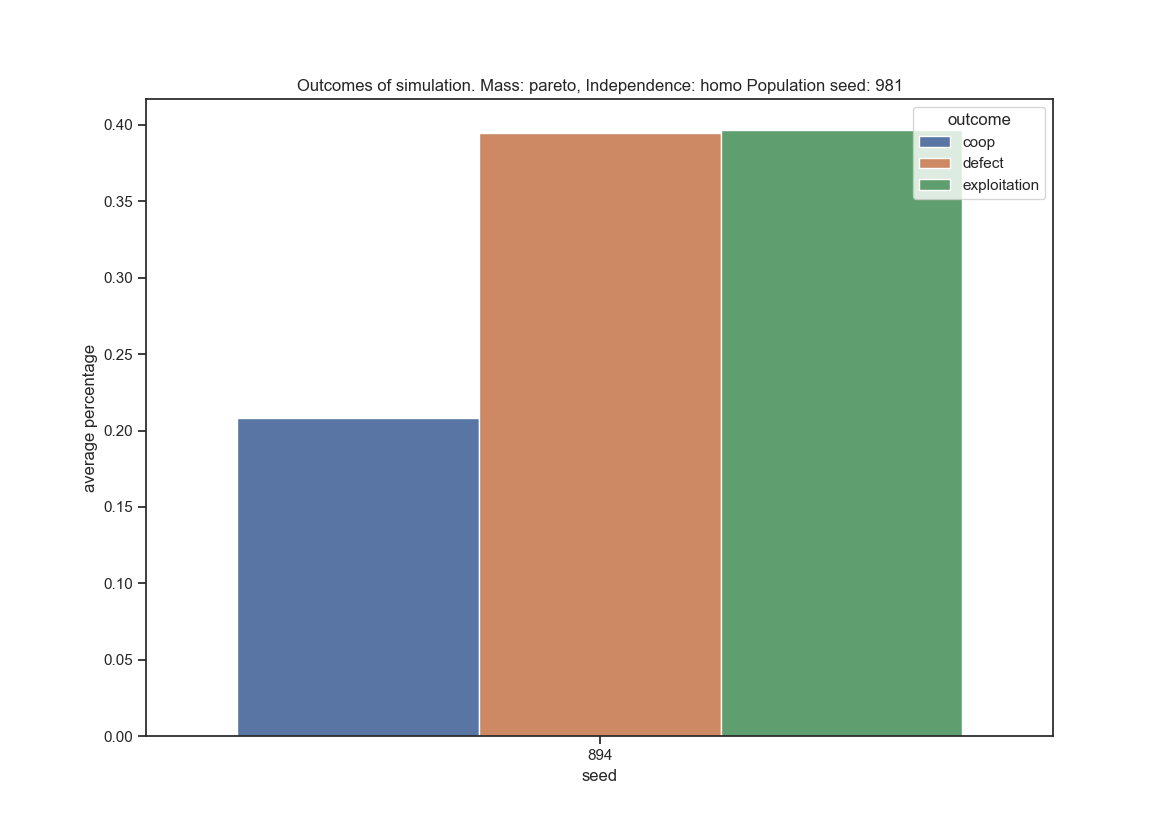 Outcomes of simulation. Mass: pareto, Independence: homo Population seed: 981
outcome
coop
defect
exploitation
average percentage
0.40
0.35
0.30
0.25
0.20
0.15
0.10
0.05
0.00
894
seed